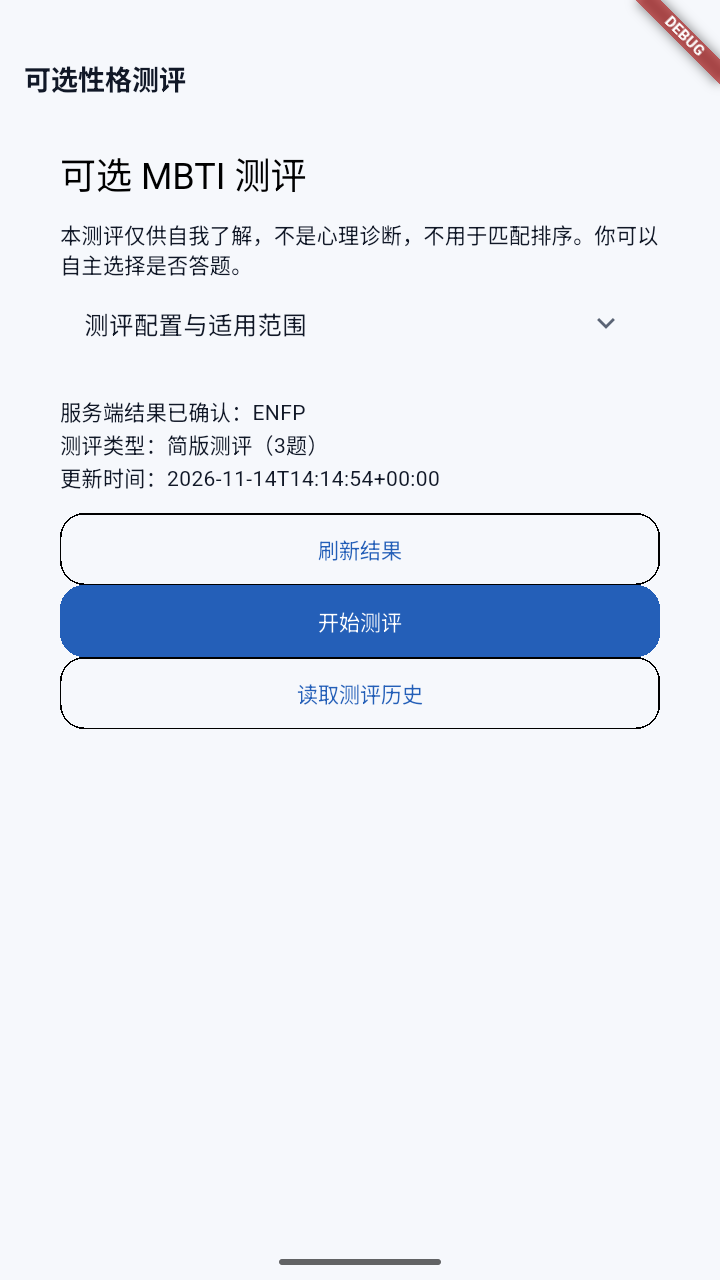 DEBUG
可选性格测评
可选 MBTI 测评
本测评仅供自我了解，不是心理诊断，不用于匹配排序。你可以
自主选择是否答题。
测评配置与适用范围
服务端结果已确认：ENFP
测评类型：简版测评（3题）
更新时间：2026-11-14T14:14:54+00:00
刷新结果
开始测评
读取测评历史